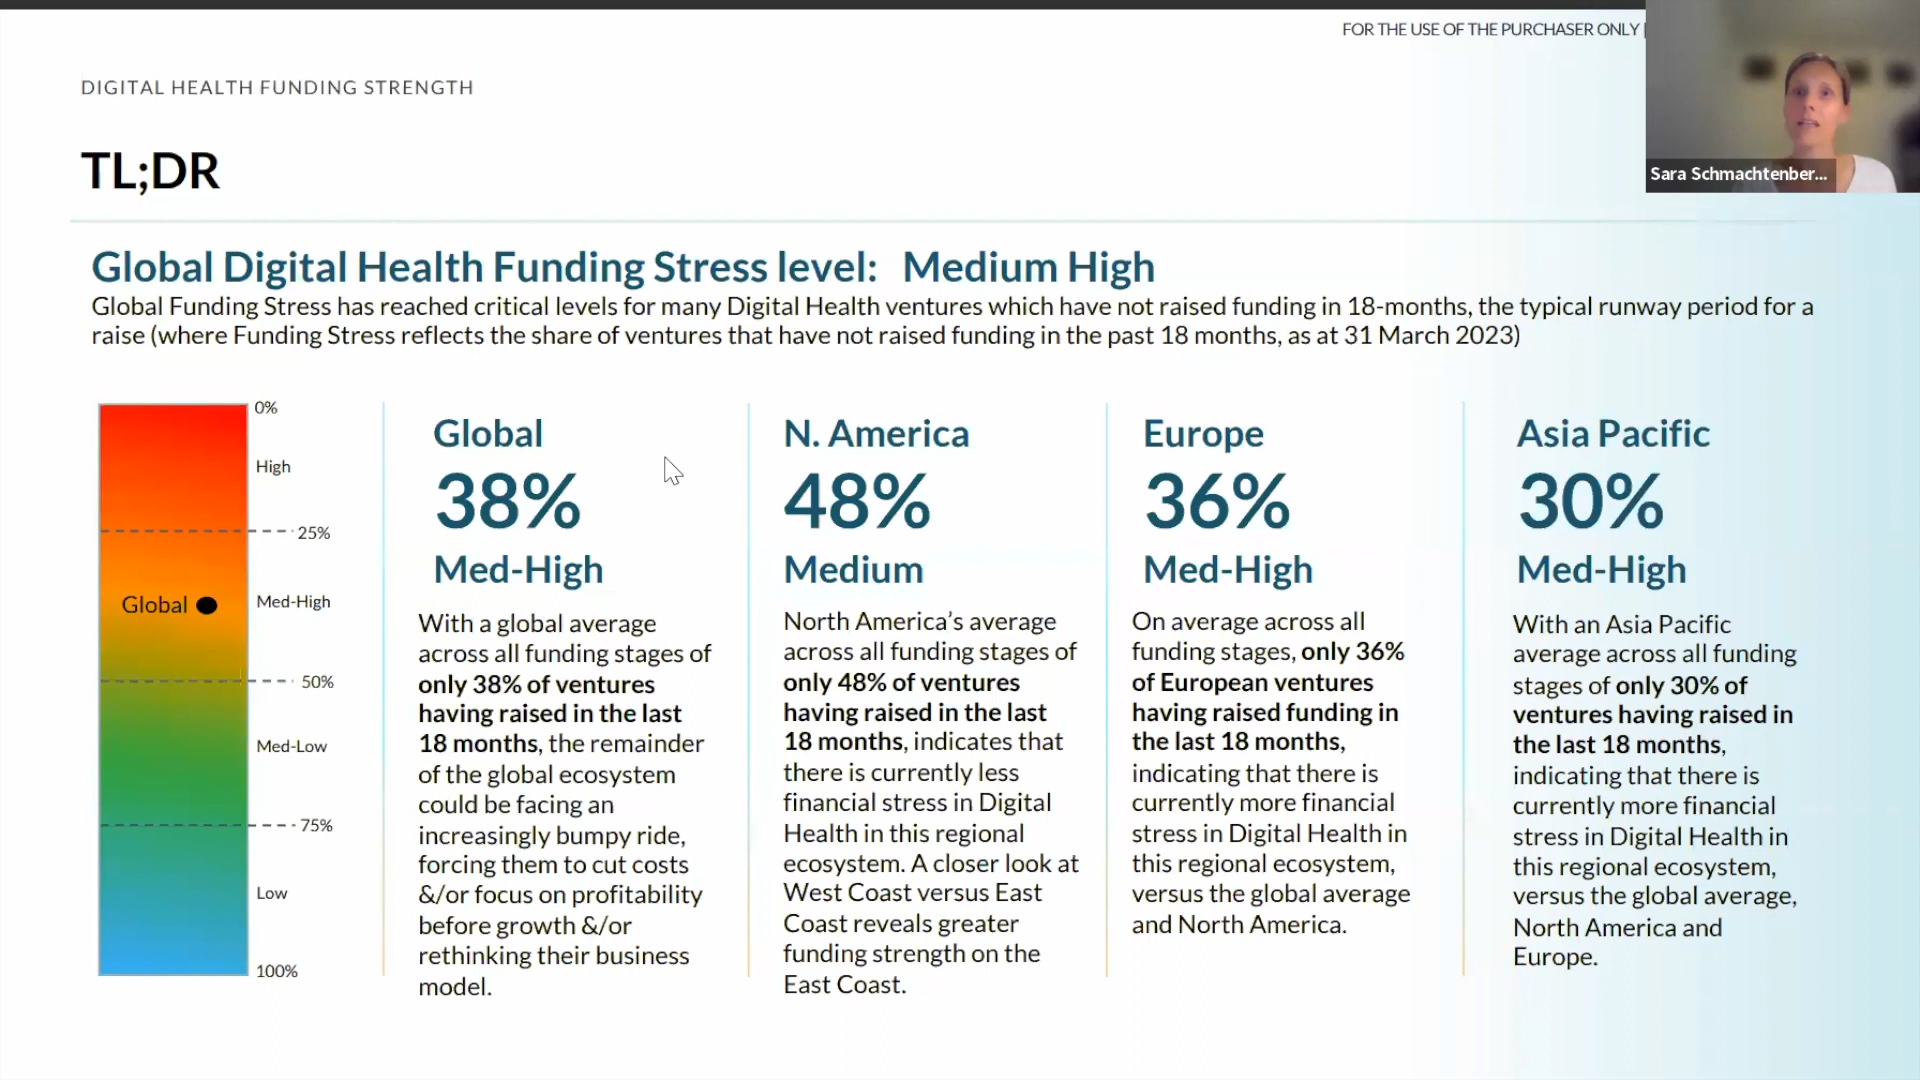 FOR THE USE OF THE PURCHASER ONLY |
DIGITAL HEALTH FUNDING STRENGTH
Sara Schmachtenber...
TL;DR
Global Digital Health Funding Stress level: Medium High
Global Funding Stress has reached critical levels for many Digital Health ventures which have not raised funding in 18-months, the typical runway period for a
raise (where Funding Stress reflects the share of ventures that have not raised funding in the past 18 months, as at 31 March 2023)
0%
High
25%
Global
Med-High
50%
Med-Low
75%
Low
100%
Global
38%
Med-High
With a global average
across all funding stages of
only 38% of ventures
having raised in the last
18 months, the remainder
of the global ecosystem
could be facing an
increasingly bumpy ride,
forcing them to cut costs
&/or focus on profitability
before growth &/or
rethinking their business
model.
N. America
48%
Medium
North America’s average
across all funding stages of
only 48% of ventures
having raised in the last
18 months, indicates that
there is currently less
financial stress in Digital
Health in this regional
ecosystem. A closer look at
West Coast versus East
Coast reveals greater
funding strength on the
East Coast.
Europe
36%
Med-High
On average across all
funding stages, only 36%
of European ventures
having raised funding in
the last 18 months,
indicating that there is
currently more financial
stress in Digital Health in
this regional ecosystem,
versus the global average
and North America.
Asia Pacific
30%
Med-High
With an Asia Pacific
average across all funding
stages of only 30% of
ventures having raised in
the last 18 months,
indicating that there is
currently more financial
stress in Digital Health in
this regional ecosystem,
versus the global average,
North America and
Europe.